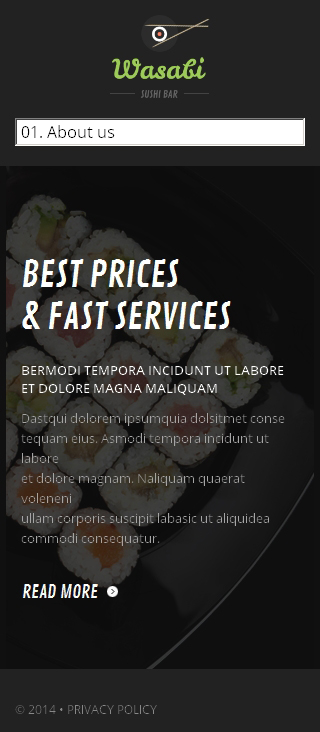 Wasabi
SUSHI BAR
01. About us
BEST PRICES
& FAST SERVICES
BERMODI TEMPORA INCIDUNT UT LABORE
ET DOLORE MAGNA MALIQUAM
Dastqui dolorem ipsumquia dolsitmet conse
tequam eius. Asmodi tempora incidunt ut
labore
et dolore magnam. Naliquam quaerat
voleneni
ullam corporis suscipit labasic ut aliquidea
commodi consequatur.
READ MORE
© 2014 • PRIVACY POLICY